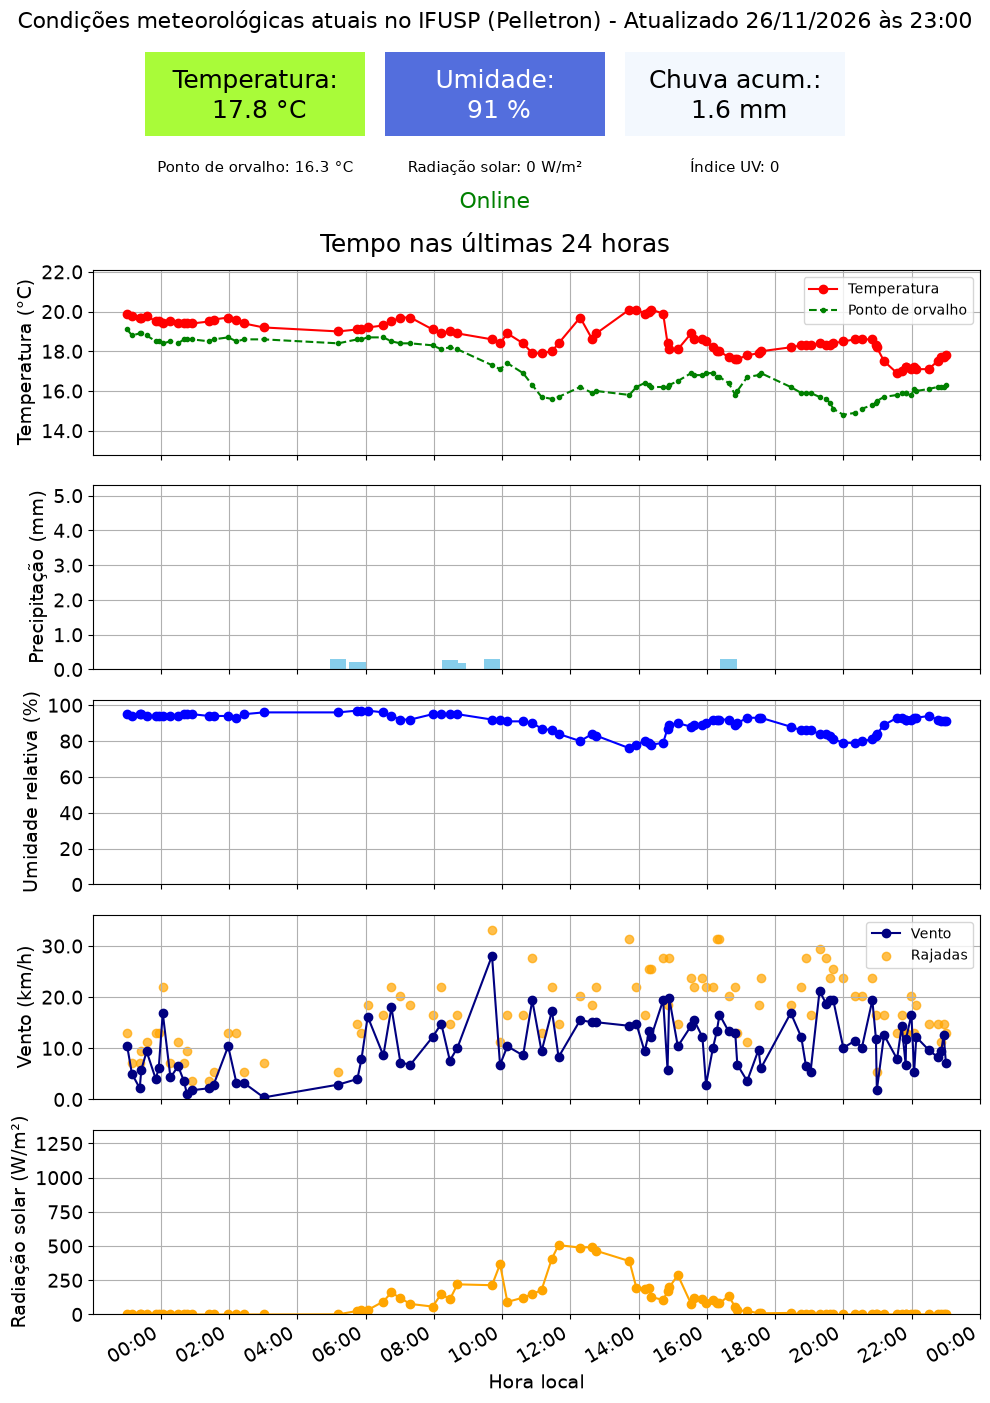 Condições meteorológicas atuais no IFUSP (Pelletron) - Atualizado 26/11/2026 às 23:00
Temperatura:
17.8 °C
Umidade:
91 %
Chuva acum.:
1.6 mm
Ponto de orvalho: 16.3 °C
Radiação solar: 0 W/m²
Índice UV: 0
Online
Tempo nas últimas 24 horas
Temperatura (°C)
22.0
20.0
18.0
16.0
14.0
Temperatura
Ponto de orvalho
Precipitação (mm)
5.0
4.0
3.0
2.0
1.0
0.0
Umidade relativa (%)
100
80
60
40
20
0
Vento (km/h)
30.0
20.0
10.0
0.0
Vento
Rajadas
Radiação solar (W/m²)
1250
1000
750
500
250
0
00:00
02:00
04:00
06:00
08:00
10:00
12:00
14:00
16:00
18:00
20:00
22:00
00:00
Hora local